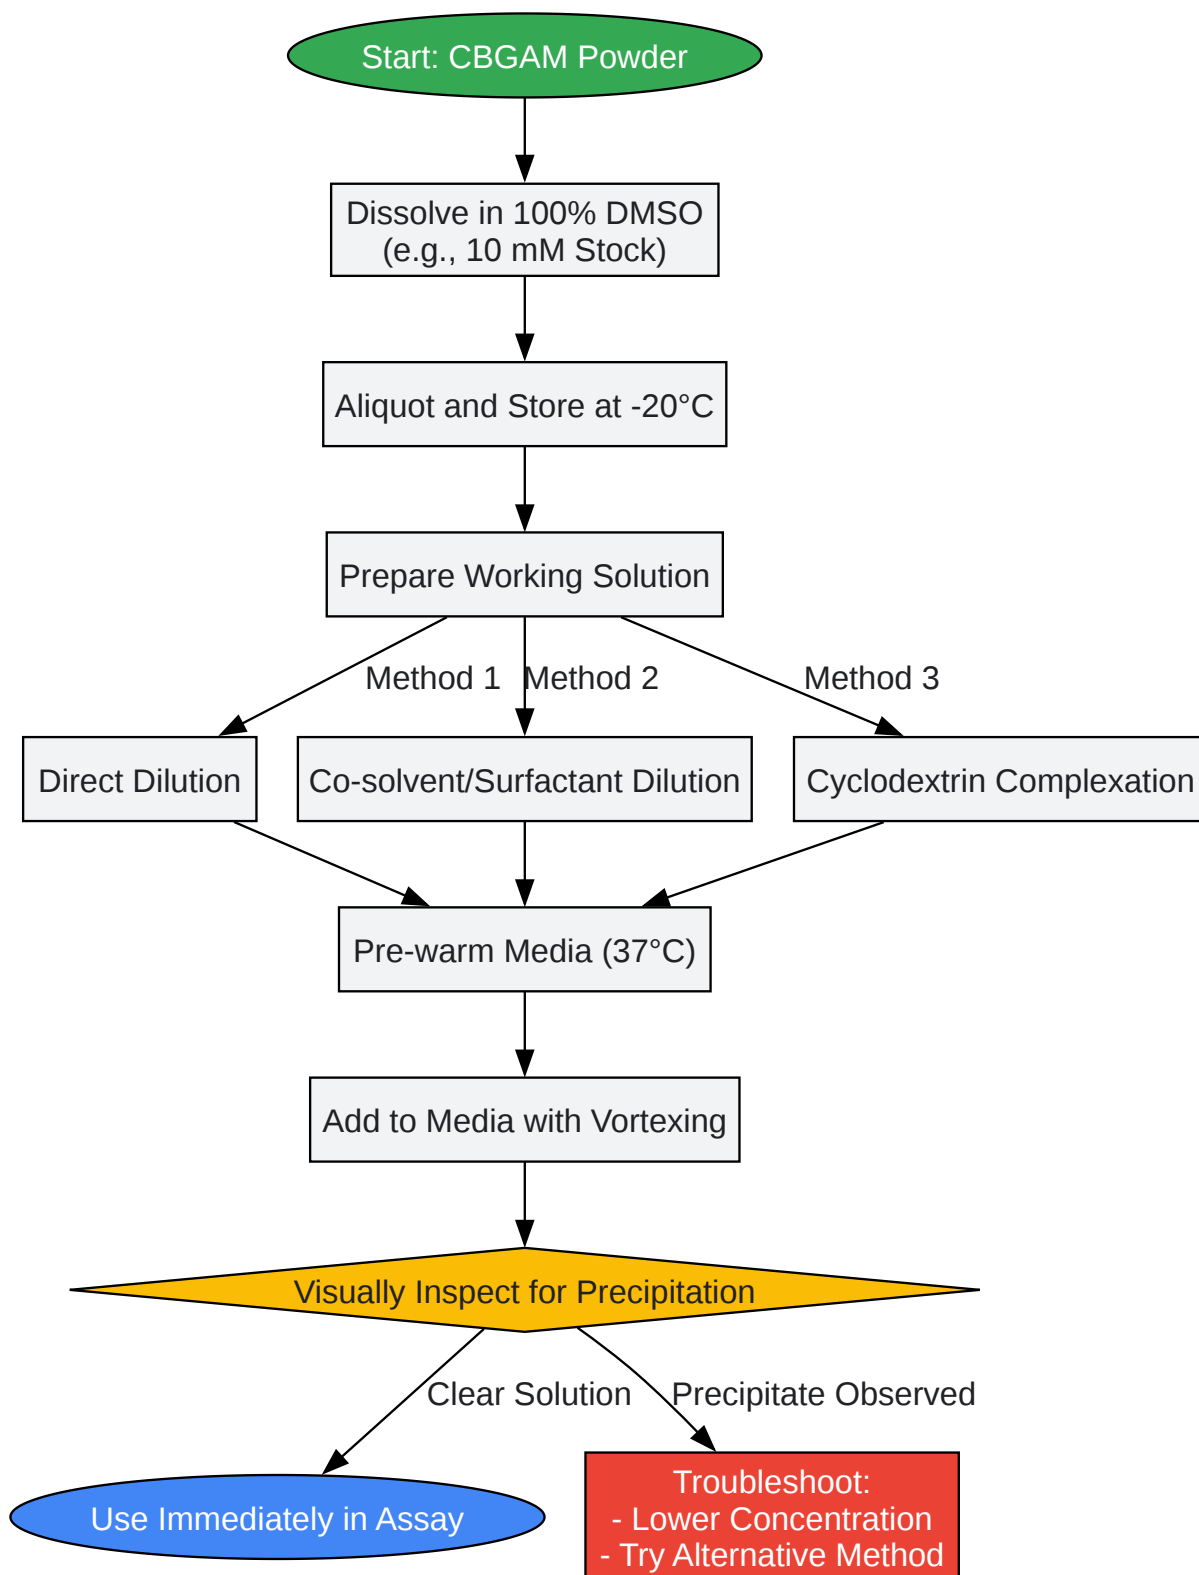 Start: CBGAM Powder
Dissolve in 100% DMSO
(e.g., 10 mM Stock)
Aliquot and Store at -20°C
Prepare Working Solution
Method 1
Method 2
Method 3
Direct Dilution
Co-solvent/Surfactant Dilution
Cyclodextrin Complexation
Pre-warm Media (37°C)
Add to Media with Vortexing
Visually Inspect for Precipitation
Clear Solution
Precipitate Observed
Use Immediately in Assay
Troubleshoot:
- Lower Concentration
- Try Alternative Method